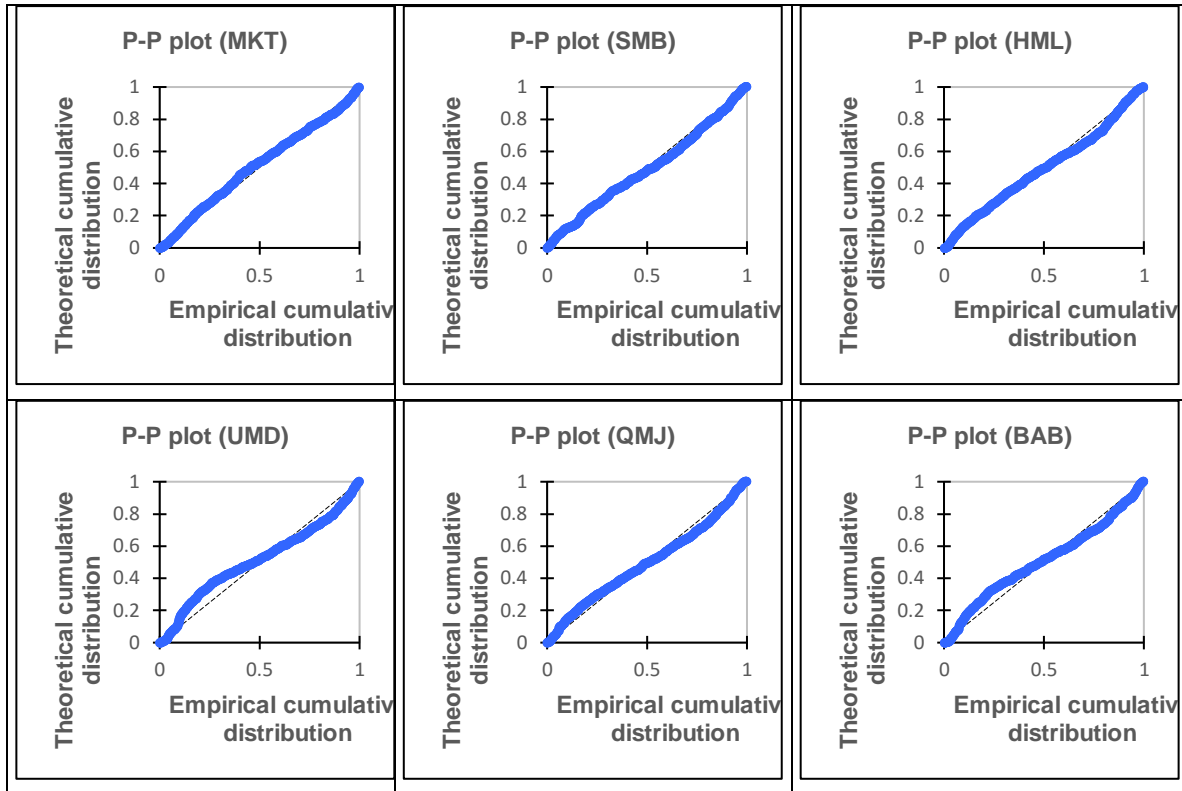 P-P plot (MKT)
Theoretical cumulative
distribution
1
0.8
0.6
0.4
0.2
0
0 0.5 1
Empirical cumulativ
distribution
P-P plot (SMB)
Theoretical cumulative
distribution
1
0.8
0.6
0.4
0.2
0
0 0.5 1
Empirical cumulativ
distribution
P-P plot (HML)
Theoretical cumulative
distribution
1
0.8
0.6
0.4
0.2
0
0 0.5 1
Empirical cumulativ
distribution
P-P plot (UMD)
Theoretical cumulative
distribution
1
0.8
0.6
0.4
0.2
0
0 0.5 1
Empirical cumulativ
distribution
P-P plot (QMJ)
Theoretical cumulative
distribution
1
0.8
0.6
0.4
0.2
0
0 0.5 1
Empirical cumulativ
distribution
P-P plot (BAB)
Theoretical cumulative
distribution
1
0.8
0.6
0.4
0.2
0
0 0.5 1
Empirical cumulativ
distribution